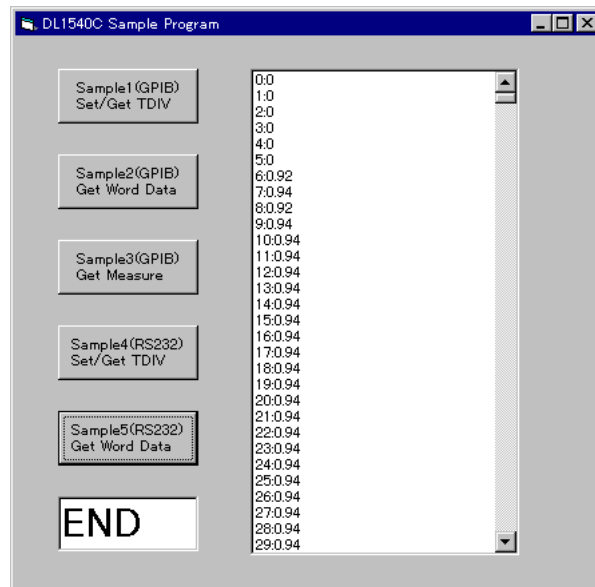 DL1540C Sample Program
Sample1(GPIB)
Set/Get TDIV
Sample2(GPIB)
Get Word Data
Sample3(GPIB)
Get Measure
Sample4(RS232)
Set/Get TDIV
Sample5(RS232)
Get Word Data
END
0:0
1:0
2:0
3:0
4:0
5:0
6:0.92
7:0.94
8:0.92
9:0.94
10:0.94
11:0.94
12:0.94
13:0.94
14:0.94
15:0.94
16:0.94
17:0.94
18:0.94
19:0.94
20:0.94
21:0.94
22:0.94
23:0.94
24:0.94
25:0.94
26:0.94
27:0.94
28:0.94
29:0.94